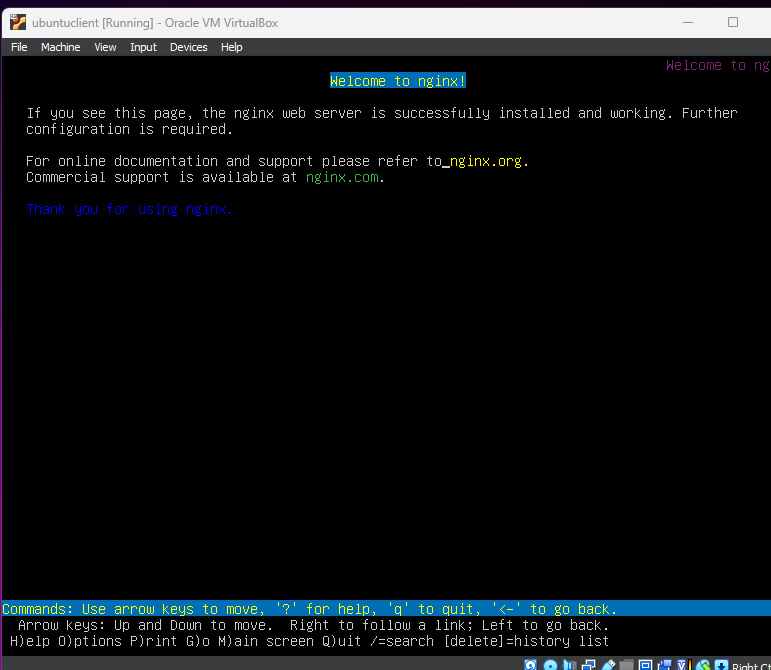 ubuntuclient [Running] - Oracle VM VirtualBox
File Machine View Input Devices Help
Welcome to ng
Welcome to nginx!
If you see this page, the nginx web server is successfully installed and working. Further
configuration is required.
For online documentation and support please refer to nginx.org.
Commercial support is available at nginx.com.
Thank you for using nginx.
Commands: Use arrow keys to move, '?' for help, 'q' to quit, '<-' to go back.
Arrow keys: Up and Down to move. Right to follow a link; Left to go back.
H)elp O)ptions P)rint G)o M)ain screen Q)uit /=search [delete]=history list
Right Ct